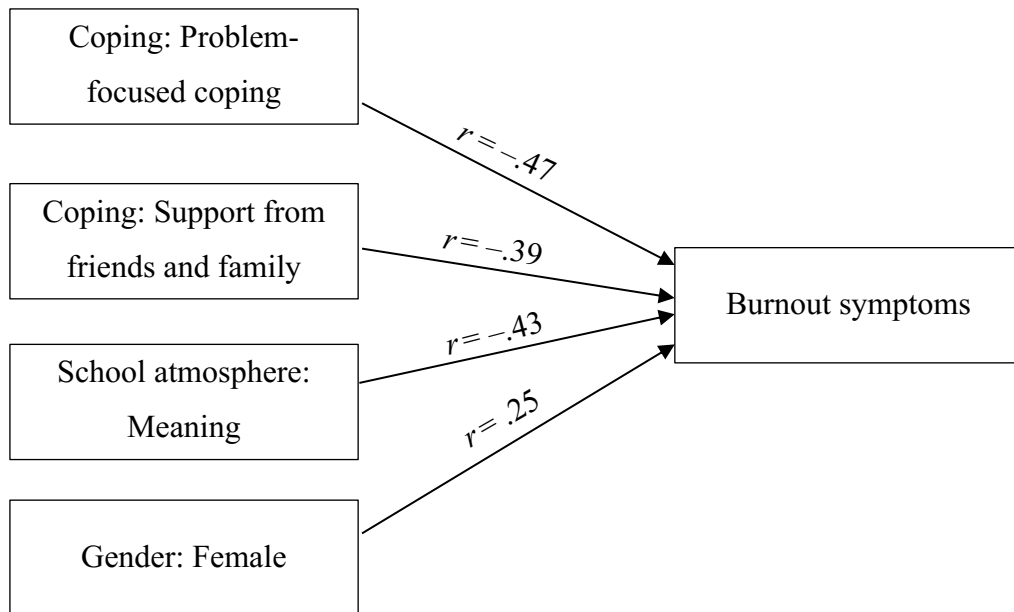 Coping: Problem-
focused coping
r = –.47
Coping: Support from
friends and family
r = –.39
Burnout symptoms
School atmosphere:
Meaning
r = –.43
Gender: Female
r = .25